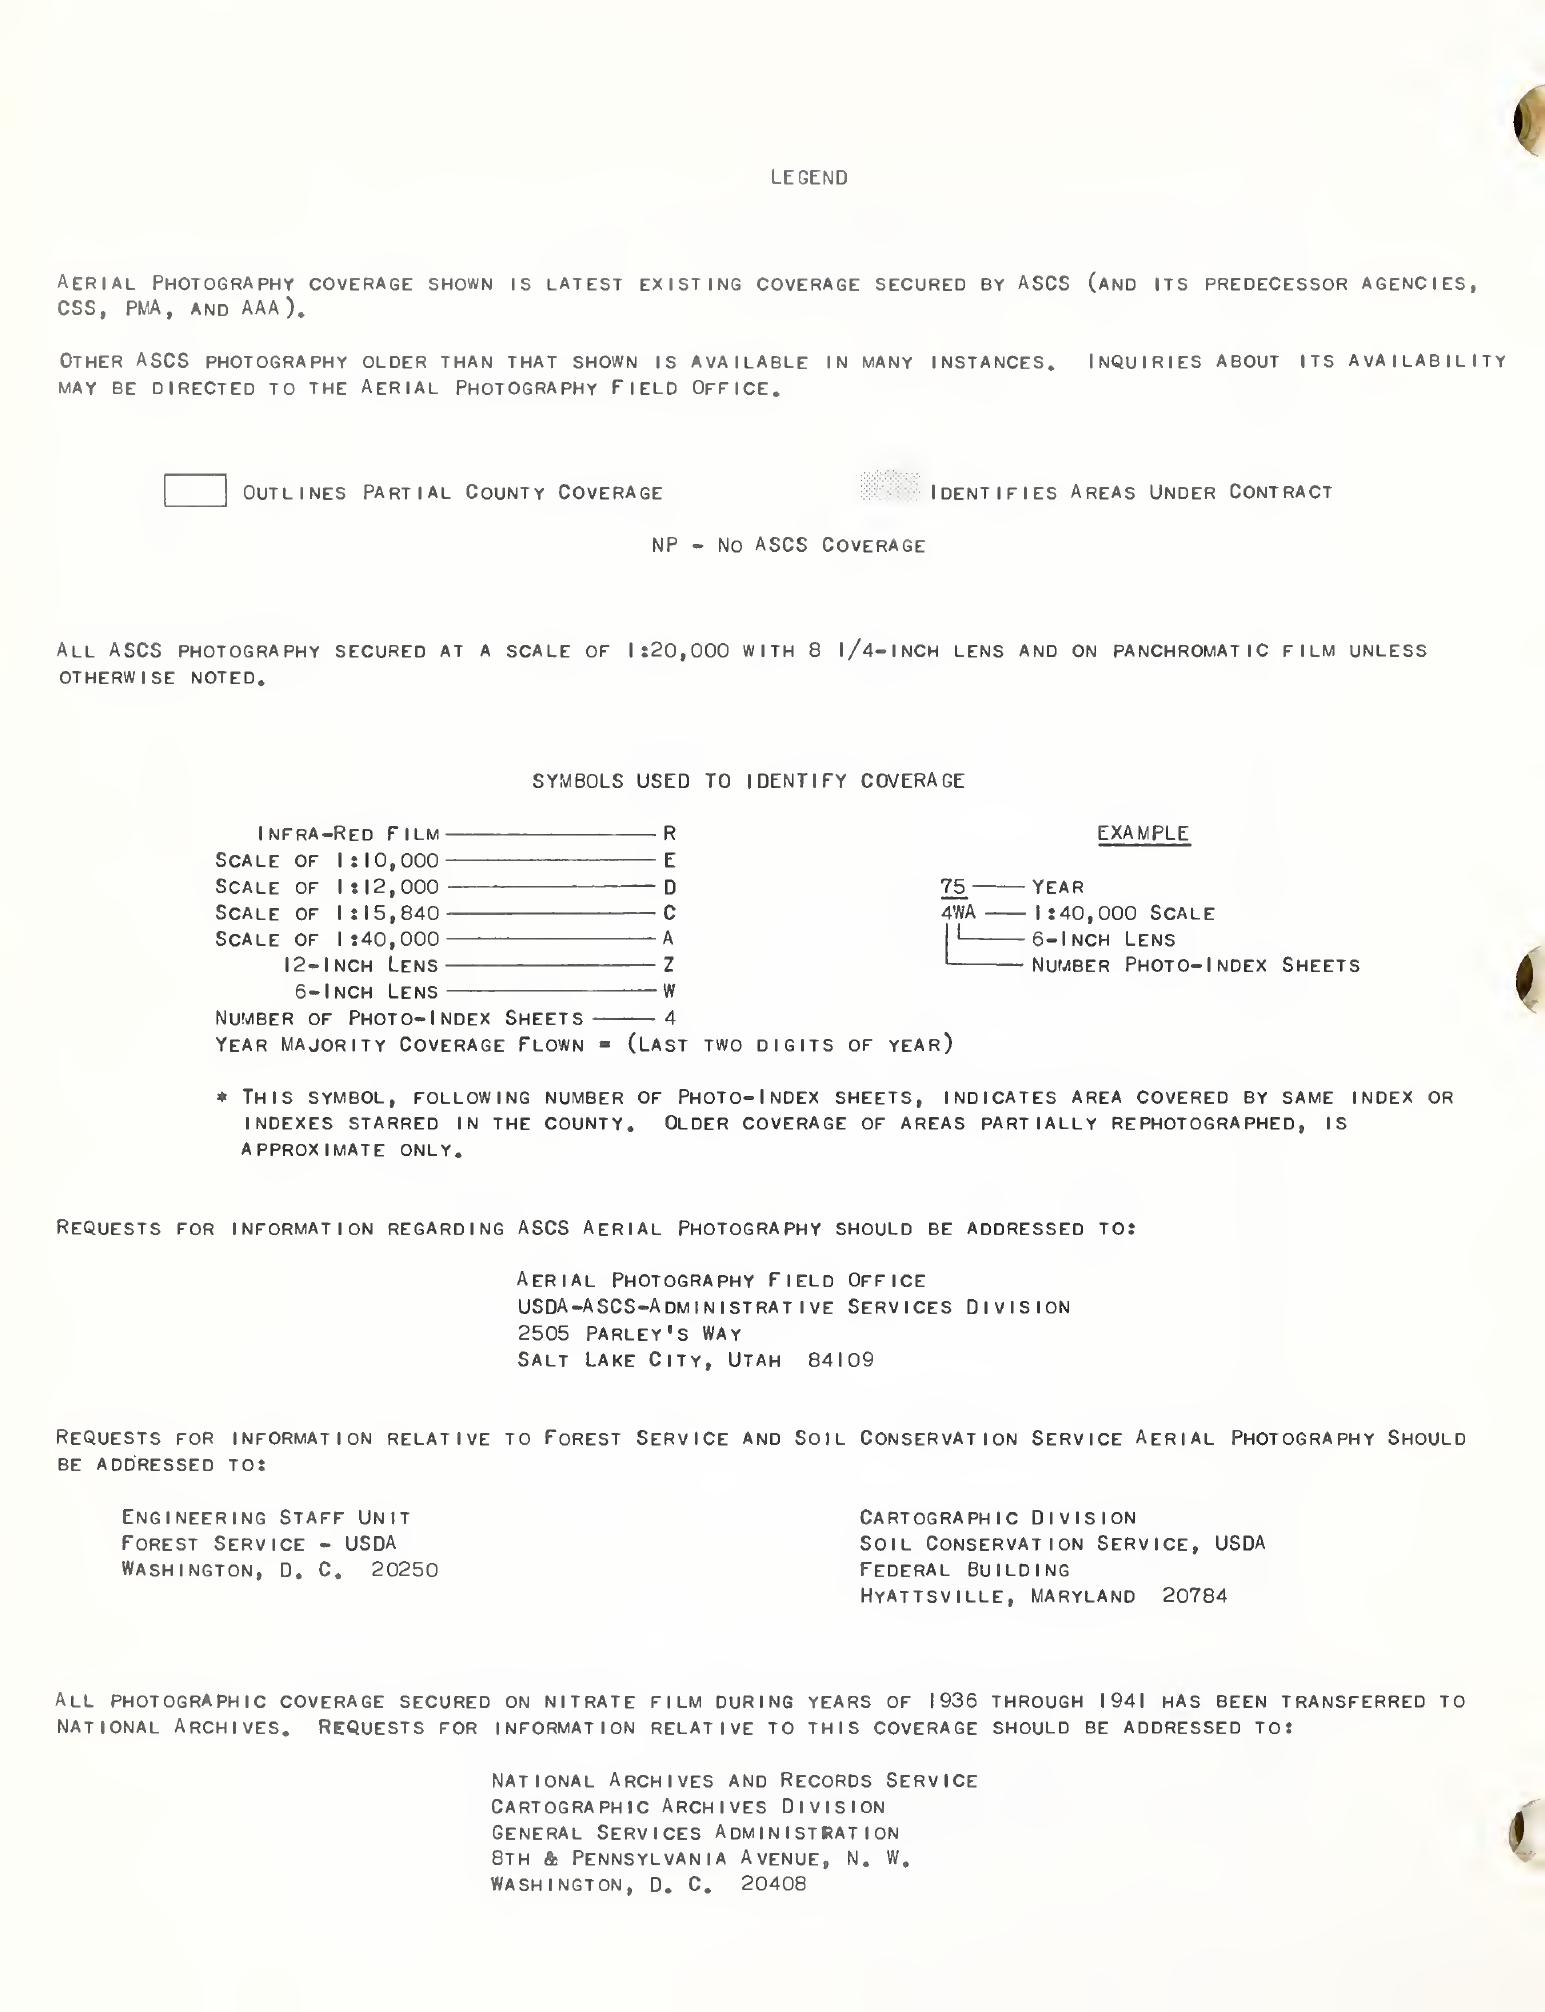 LEGEND
AERIAL PHOTOGRAPHY COVERAGE SHOWN IS LATEST EXISTING COVERAGE SECURED BY ASCS (AND ITS PREDECESSOR AGENCIES,
CSS, PMA, AND AAA).
OTHER ASCS PHOTOGRAPHY OLDER THAN THAT SHOWN IS AVAILABLE IN MANY INSTANCES. INQUIRIES ABOUT ITS AVAILABILITY
MAY BE DIRECTED TO THE AERIAL PHOTOGRAPHY FIELD OFFICE.
OUTLINES PARTIAL COUNTY COVERAGE
IDENTIFIES AREAS UNDER CONTRACT
NP - NO ASCS COVERAGE
ALL ASCS PHOTOGRAPHY SECURED AT A SCALE OF 1:20,000 WITH 8 1/4-INCH LENS AND ON PANCHROMATIC FILM UNLESS
OTHERWISE NOTED.
SYMBOLS USED TO IDENTIFY COVERAGE
INFRA-RED FILM R
SCALE OF 1:10,000 E
SCALE OF 1:12,000 D
SCALE OF 1:15,840 C
SCALE OF 1:40,000 A
12-INCH LENS Z
6-INCH LENS W
NUMBER OF PHOTO-INDEX SHEETS 4
YEAR MAJORITY COVERAGE FLOWN = (LAST TWO DIGITS OF YEAR)
EXAMPLE
75 YEAR
4WA 1:40,000 SCALE
6-INCH LENS
NUMBER PHOTO-INDEX SHEETS
* THIS SYMBOL, FOLLOWING NUMBER OF PHOTO-INDEX SHEETS, INDICATES AREA COVERED BY SAME INDEX OR
INDEXES STARRED IN THE COUNTY. OLDER COVERAGE OF AREAS PARTIALLY REPHOTOGRAPHED, IS
APPROXIMATE ONLY.
REQUESTS FOR INFORMATION REGARDING ASCS AERIAL PHOTOGRAPHY SHOULD BE ADDRESSED TO:
AERIAL PHOTOGRAPHY FIELD OFFICE
USDA-ASCS-ADMINISTRATIVE SERVICES DIVISION
2505 PARLEY'S WAY
SALT LAKE CITY, UTAH 84109
REQUESTS FOR INFORMATION RELATIVE TO FOREST SERVICE AND SOIL CONSERVATION SERVICE AERIAL PHOTOGRAPHY SHOULD
BE ADDRESSED TO:
ENGINEERING STAFF UNIT
FOREST SERVICE - USDA
WASHINGTON, D. C. 20250
CARTOGRAPHIC DIVISION
SOIL CONSERVATION SERVICE, USDA
FEDERAL BUILDING
HYATTSVILLE, MARYLAND 20784
ALL PHOTOGRAPHIC COVERAGE SECURED ON NITRATE FILM DURING YEARS OF 1936 THROUGH 1941 HAS BEEN TRANSFERRED TO
NATIONAL ARCHIVES. REQUESTS FOR INFORMATION RELATIVE TO THIS COVERAGE SHOULD BE ADDRESSED TO:
NATIONAL ARCHIVES AND RECORDS SERVICE
CARTOGRAPHIC ARCHIVES DIVISION
GENERAL SERVICES ADMINISTRATION
8TH & PENNSYLVANIA AVENUE, N. W.
WASHINGTON, D. C. 20408